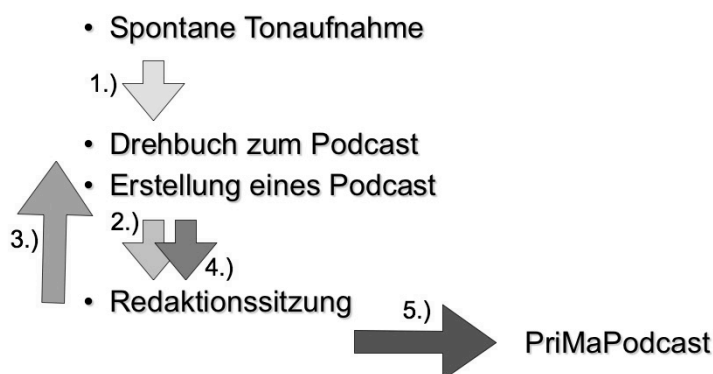 • Spontane Tonaufnahme
1.)
• Drehbuch zum Podcast
• Erstellung eines Podcast
2.)
3.)
4.)
• Redaktionssitzung
5.)
PriMaPodcast